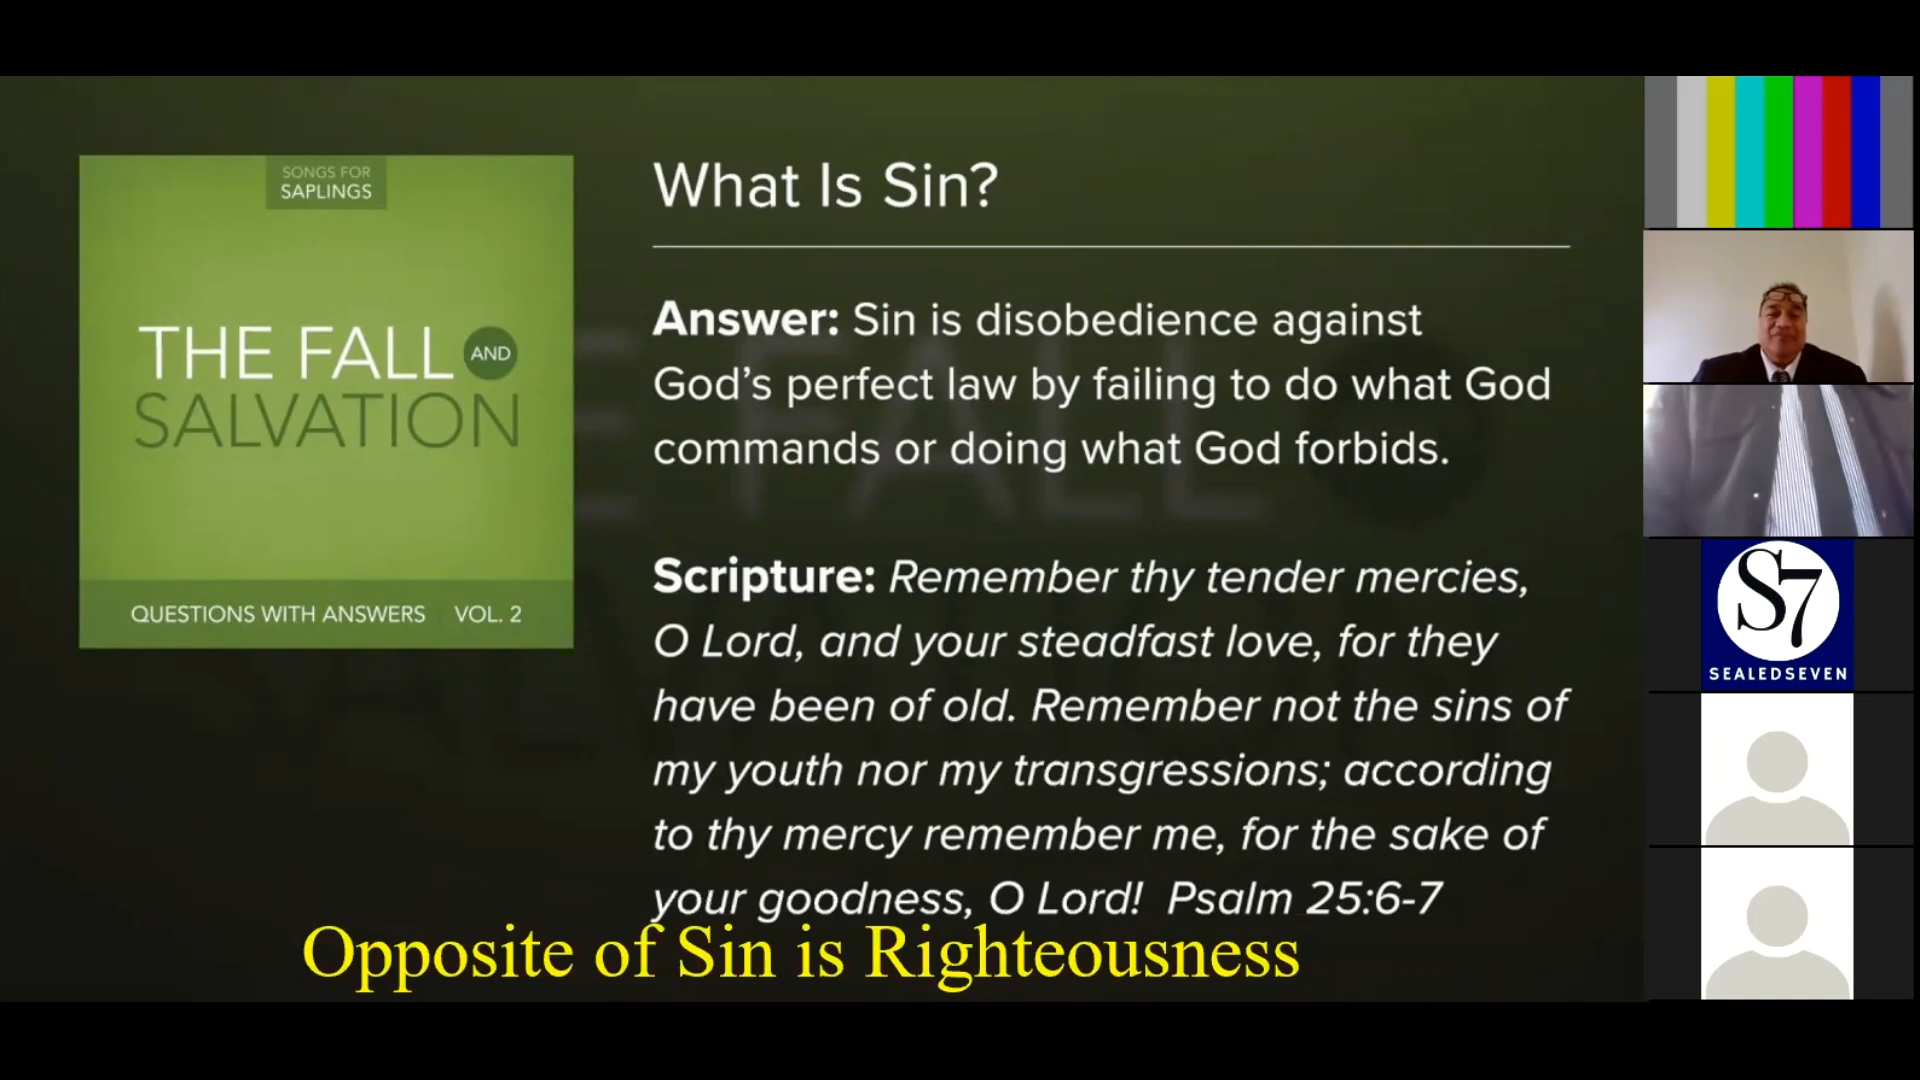 SONGS FOR
SAPLINGS
THE FALL AND
SALVATION
QUESTIONS WITH ANSWERS VOL. 2
What Is Sin?
Answer: Sin is disobedience against
God’s perfect law by failing to do what God
commands or doing what God forbids.
Scripture: Remember thy tender mercies,
O Lord, and your steadfast love, for they
have been of old. Remember not the sins of
my youth nor my transgressions; according
to thy mercy remember me, for the sake of
your goodness, O Lord! Psalm 25:6-7
Opposite of Sin is Righteousness
S7
SEALEDSEVEN